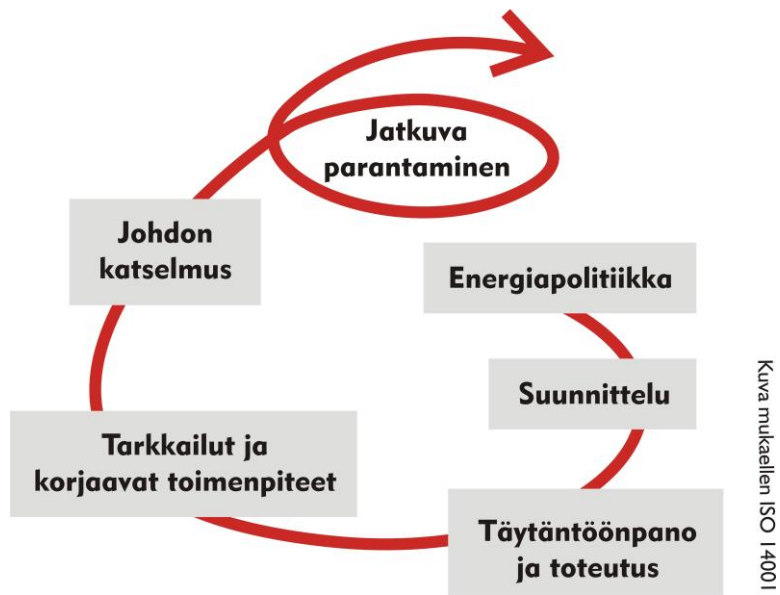 Jatkuva
parantaminen
Johdon
katselmus
Energiapolitiikka
Suunnittelu
Tarkkailut ja
korjaavat toimenpiteet
Täytäntöönpano
ja toteutus
Kuva mukaellen ISO 14001